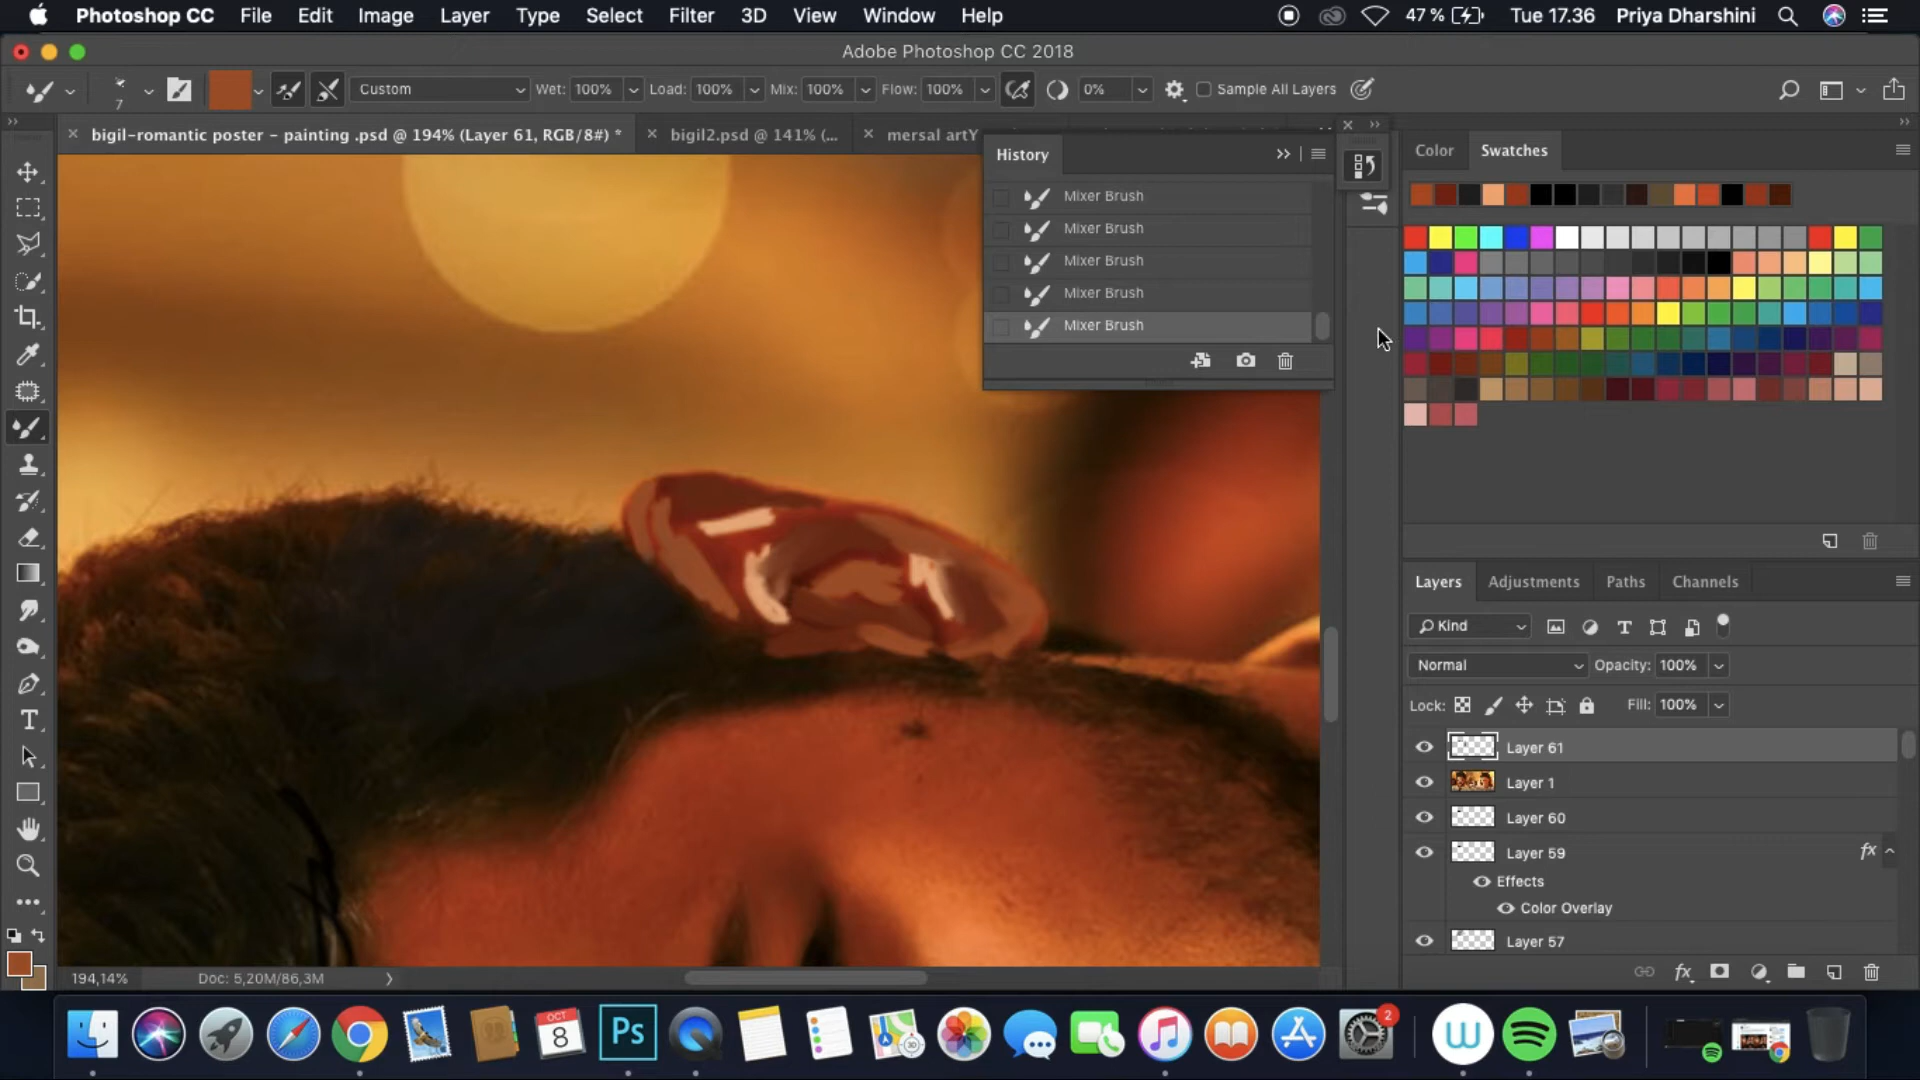 Photoshop CC File Edit Image Layer Type Select Filter 3D View Window Help 47 % Tue 17.36 Priya Dharshini
Adobe Photoshop CC 2018
7 Custom Wet: 100% Load: 100% Mix: 100% Flow: 100% 0% Sample All Layers
bigil-romantic poster - painting .psd @ 194% (Layer 61, RGB/8#) * bigil2.psd @ 141% (... mersal artY
History
Mixer Brush
Mixer Brush
Mixer Brush
Mixer Brush
Mixer Brush
Color Swatches
Layers Adjustments Paths Channels
Kind
Normal Opacity: 100%
Lock: Fill: 100%
Layer 61
Layer 1
Layer 60
Layer 59 fx
Effects
Color Overlay
Layer 57
fx
194,14% Doc: 5,20M/86,3M
OCT
8
Ps
2